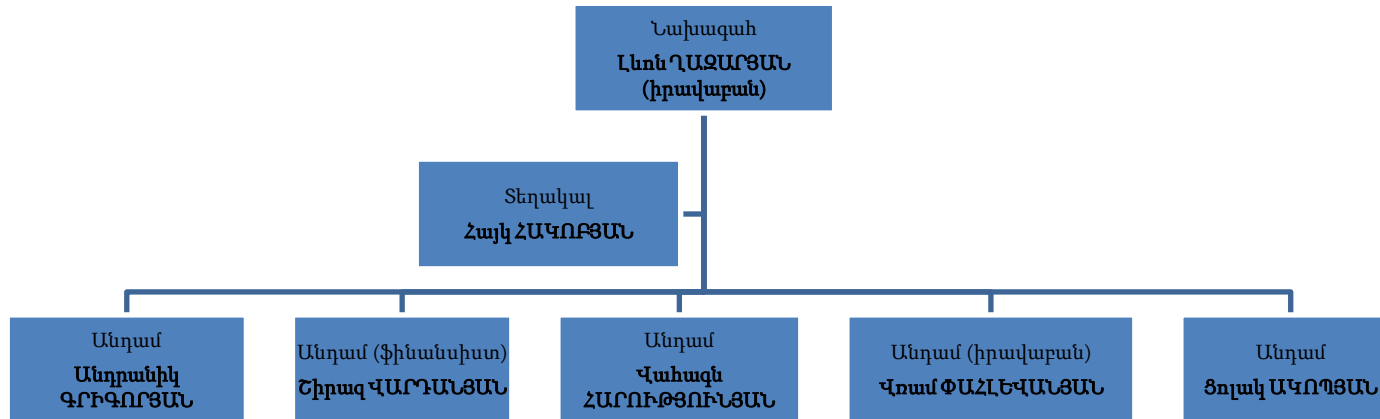 Նախագահ
Լևոն ՂԱԶԱՐՅԱՆ
(իրավաբան)
Տեղակալ
Հայկ ՀԱԿՈԲՅԱՆ
Անդամ
Անդրանիկ
ԳՐԻԳՈՐՅԱՆ
Անդամ (ֆինանսիստ)
Շիրազ ՎԱՐԴԱՆՅԱՆ
Անդամ
Վահագն
ՀԱՐՈՒԹՅՈՒՆՅԱՆ
Անդամ (իրավաբան)
Վռամ ՓԱՀԼԵՎԱՆՅԱՆ
Անդամ
Ցոլակ ԱԿՈՊՅԱՆ